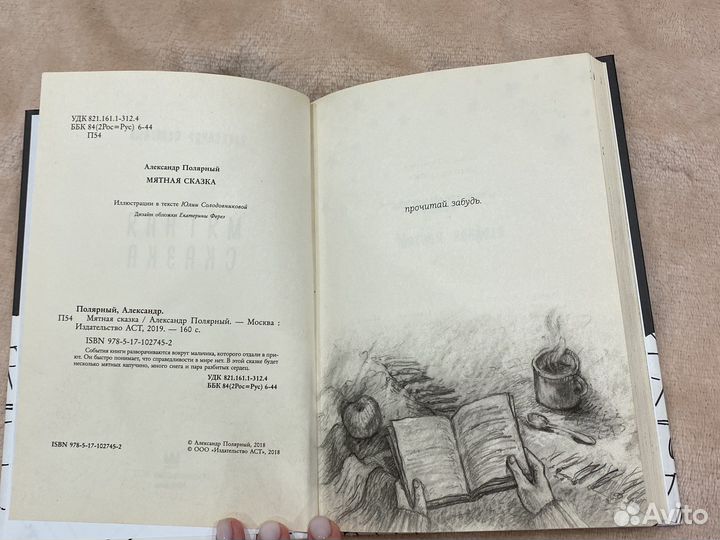 УДК 821.161.1-312.4
ББК 84(2Рос=Рус) 6-44
П54
Александр Полярный
МЯТНАЯ СКАЗКА
Иллюстрации в тексте Юлии Солодовниковой
Дизайн обложки Екатерины Ферез
Полярный, Александр.
П54 Мятная сказка / Александр Полярный. — Москва :
Издательство АСТ, 2019. — 160 с.
ISBN 978-5-17-102745-2
События книги разворачиваются вокруг мальчика, которого отдали в при-
ют. Он быстро понимает, что справедливости в мире нет. В этой сказке будет
несколько мятных капучино, много снега и пара разбитых сердец.
УДК 821.161.1-312.4
ББК 84(2Рос=Рус) 6-44
ISBN 978-5-17-102745-2
© Александр Полярный, 2018
© ООО «Издательство АСТ», 2018
прочитай. забудь.
Avito